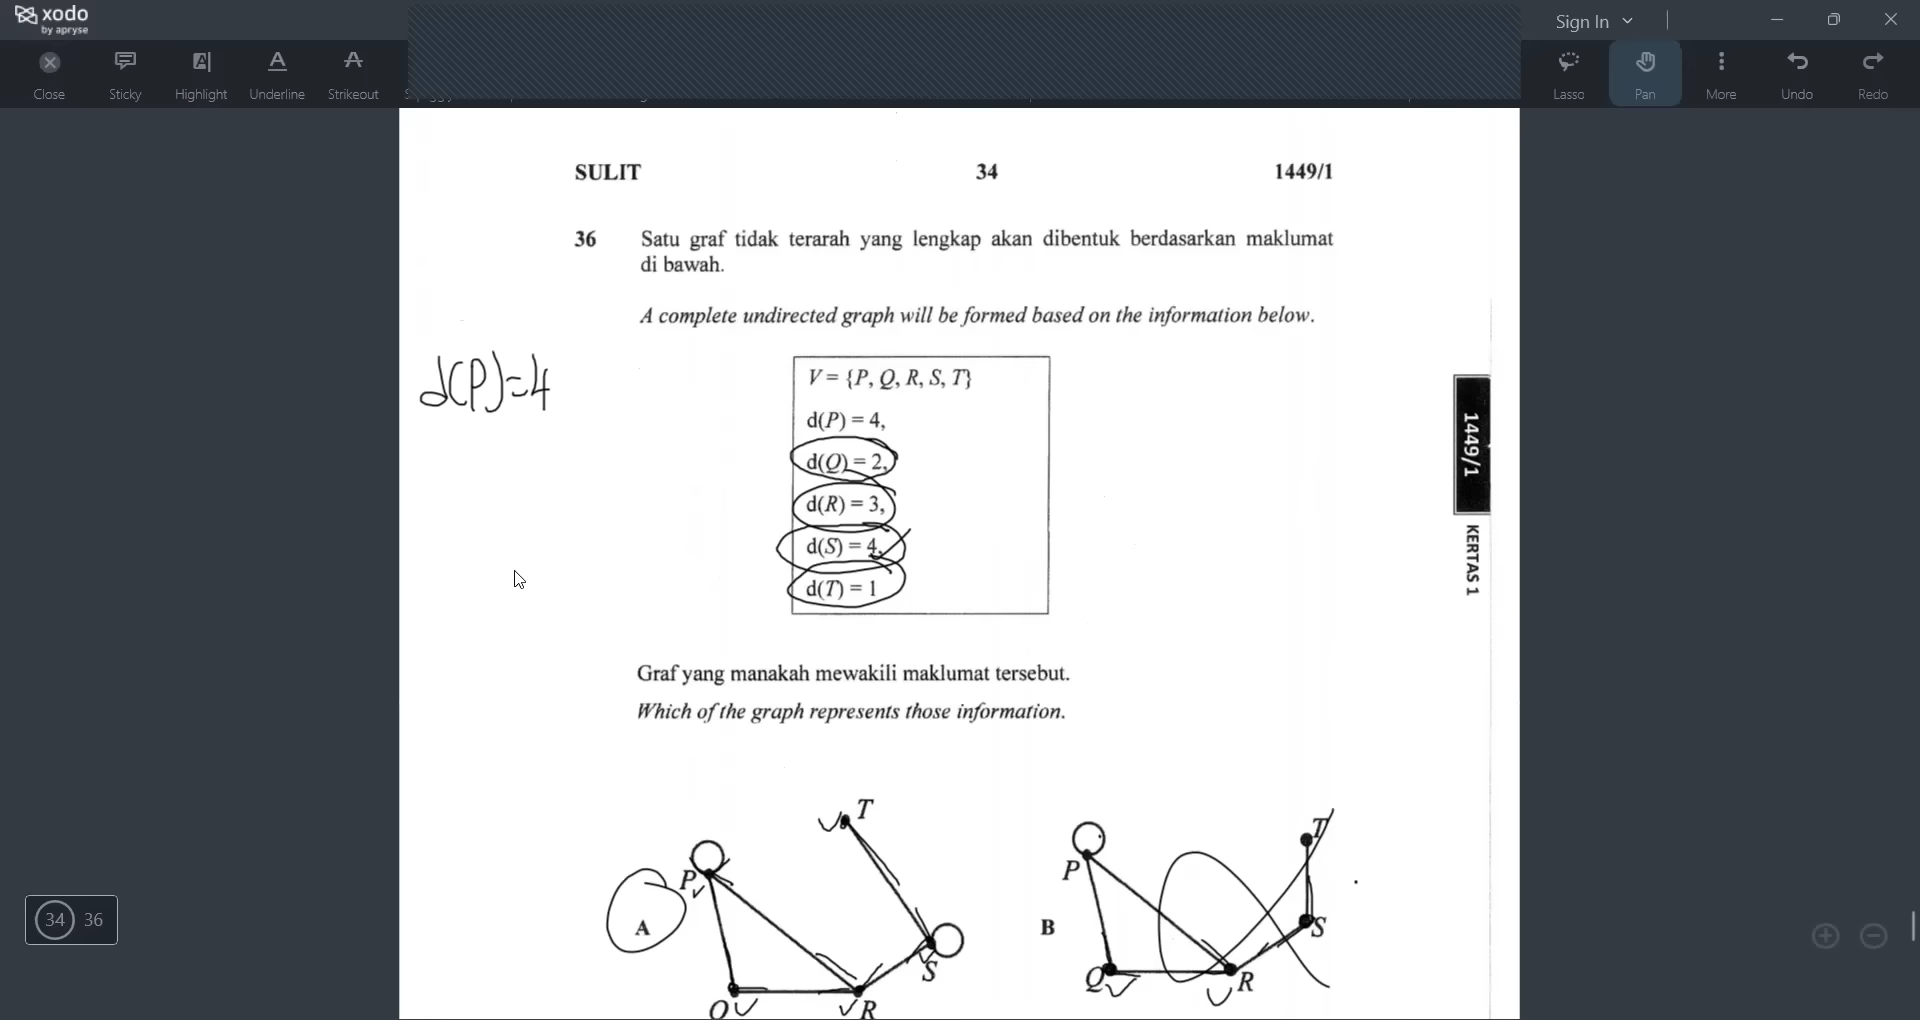 xodo
by apryse
Sign In
Close
Sticky
Highlight
Underline
Strikeout
Lasso
Pan
More
Undo
Redo
SULIT 34 1449/1
36 Satu graf tidak terarah yang lengkap akan dibentuk berdasarkan maklumat
di bawah.
A complete undirected graph will be formed based on the information below.
d(P)=4
V = {P, Q, R, S, T}
d(P) = 4,
d(Q) = 2,
d(R) = 3,
d(S) = 4,
d(T) = 1
1449/1
KERTAS 1
Graf yang manakah mewakili maklumat tersebut.
Which of the graph represents those information.
A
P
T
S
Q
R
B
P
T
S
Q
R
34 36